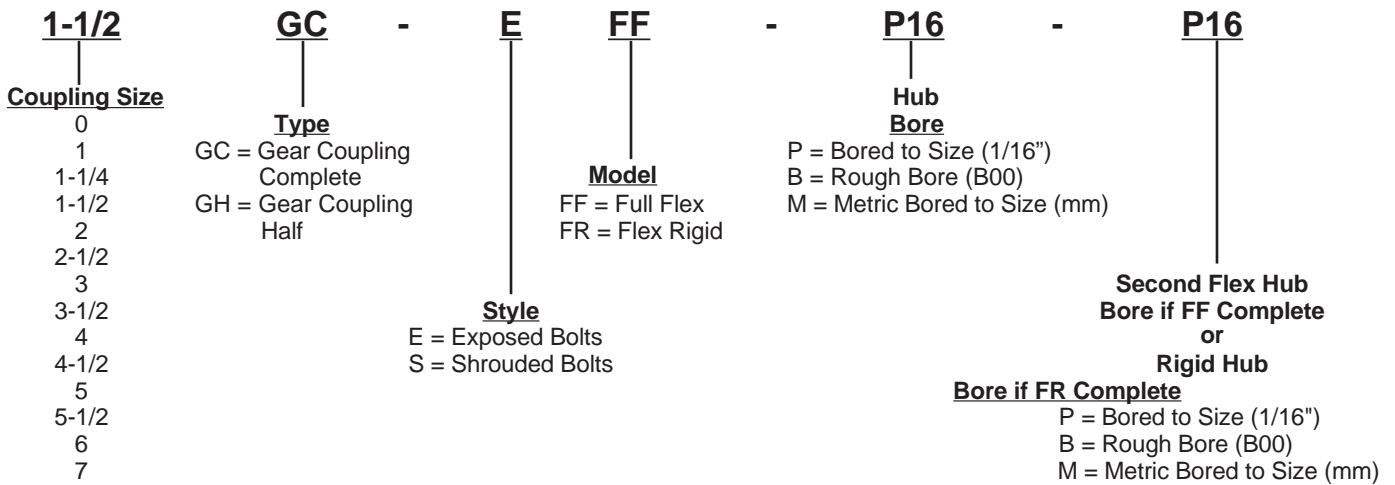 1-1/2 GC - E FF - P16 - P16
Coupling Size
0
1
1-1/4
1-1/2
2
2-1/2
3
3-1/2
4
4-1/2
5
5-1/2
6
7
Type
GC = Gear Coupling
Complete
GH = Gear Coupling
Half
Style
E = Exposed Bolts
S = Shrouded Bolts
Model
FF = Full Flex
FR = Flex Rigid
Hub
Bore
P = Bored to Size (1/16”)
B = Rough Bore (B00)
M = Metric Bored to Size (mm)
Second Flex Hub
Bore if FF Complete
or
Rigid Hub
Bore if FR Complete
P = Bored to Size (1/16")
B = Rough Bore (B00)
M = Metric Bored to Size (mm)